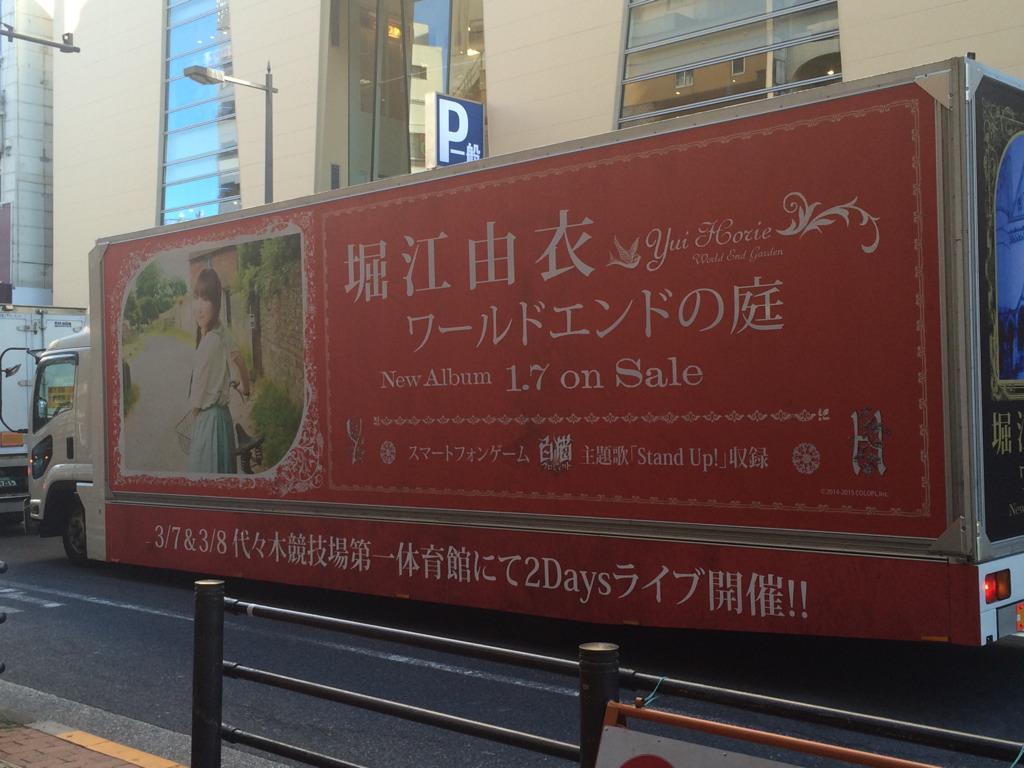 P
一般
堀江由衣 Yui Horie
World End Garden
ワールドエンドの庭
New Album 1.7 on Sale
スマートフォンゲーム 白猫 主題歌「Stand Up!」収録
© 2014-2015 COLOPL, Inc.
3/7&3/8 代々木競技場第一体育館にて2Daysライブ開催!!
堀江